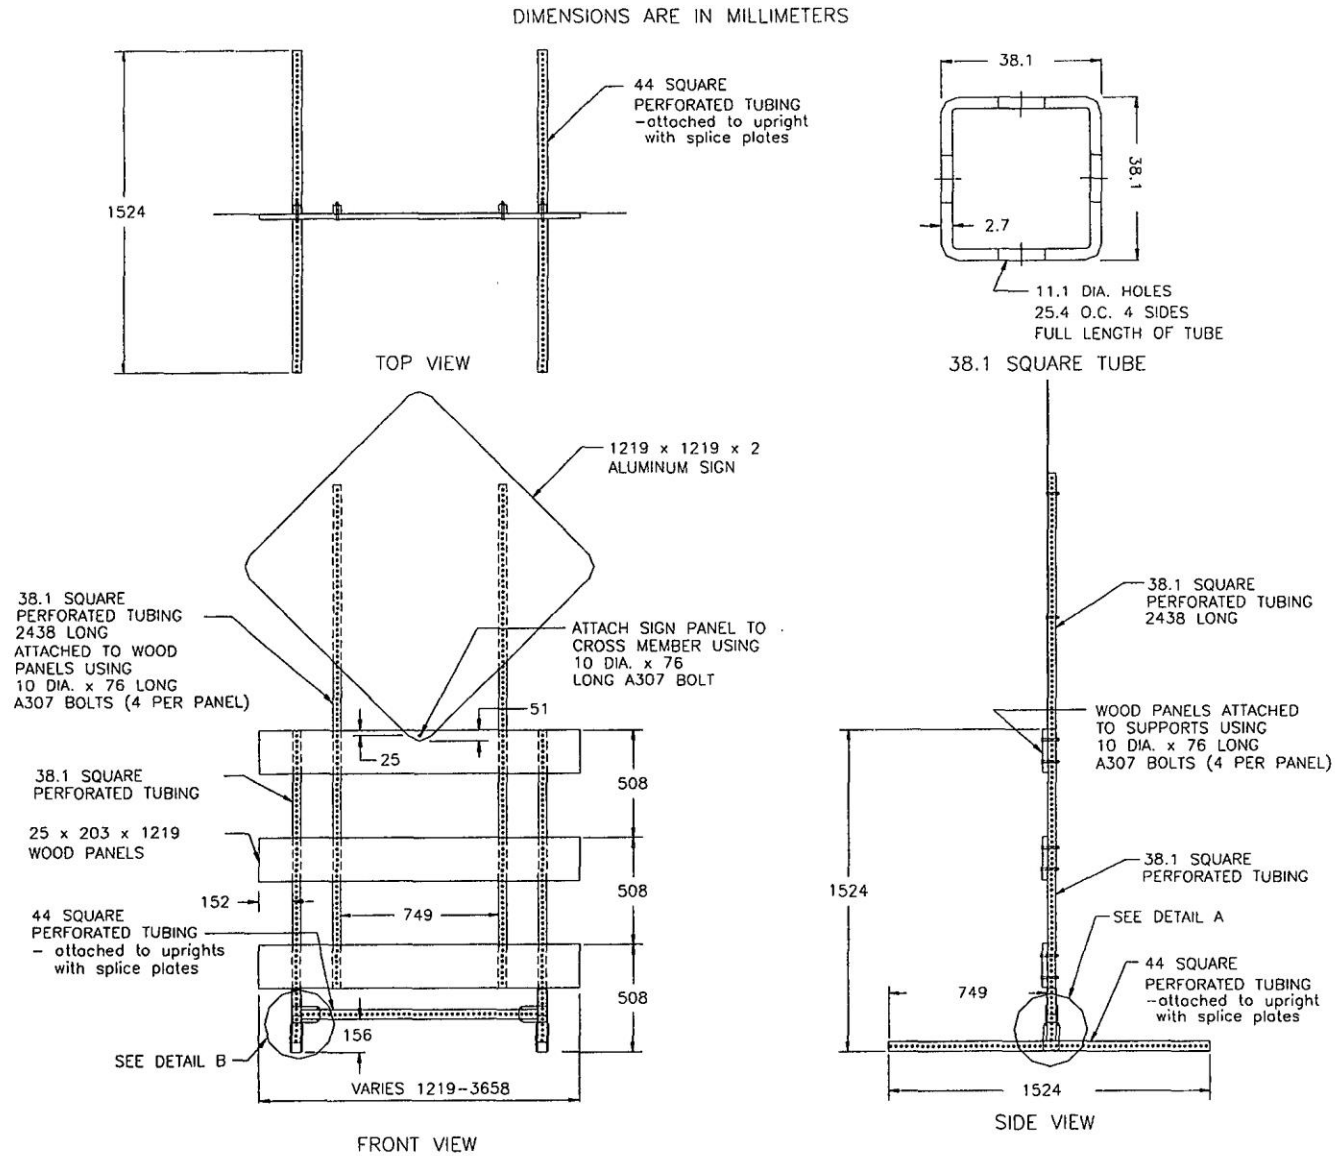 DIMENSIONS ARE IN MILLIMETERS
1524
44 SQUARE
PERFORATED TUBING
-attached to upright
with splice plates
TOP VIEW
38.1
38.1
2.7
11.1 DIA. HOLES
25.4 O.C. 4 SIDES
FULL LENGTH OF TUBE
38.1 SQUARE TUBE
1219 x 1219 x 2
ALUMINUM SIGN
38.1 SQUARE
PERFORATED TUBING
2438 LONG
ATTACHED TO WOOD
PANELS USING
10 DIA. x 76 LONG
A307 BOLTS (4 PER PANEL)
ATTACH SIGN PANEL TO
CROSS MEMBER USING
10 DIA. x 76
LONG A307 BOLT
51
25
38.1 SQUARE
PERFORATED TUBING
25 x 203 x 1219
WOOD PANELS
152
749
44 SQUARE
PERFORATED TUBING
- attached to uprights
with splice plates
508
508
508
156
SEE DETAIL B
VARIES 1219-3658
FRONT VIEW
38.1 SQUARE
PERFORATED TUBING
2438 LONG
WOOD PANELS ATTACHED
TO SUPPORTS USING
10 DIA. x 76 LONG
A307 BOLTS (4 PER PANEL)
1524
38.1 SQUARE
PERFORATED TUBING
SEE DETAIL A
749
44 SQUARE
PERFORATED TUBING
-attached to upright
with splice plates
1524
SIDE VIEW